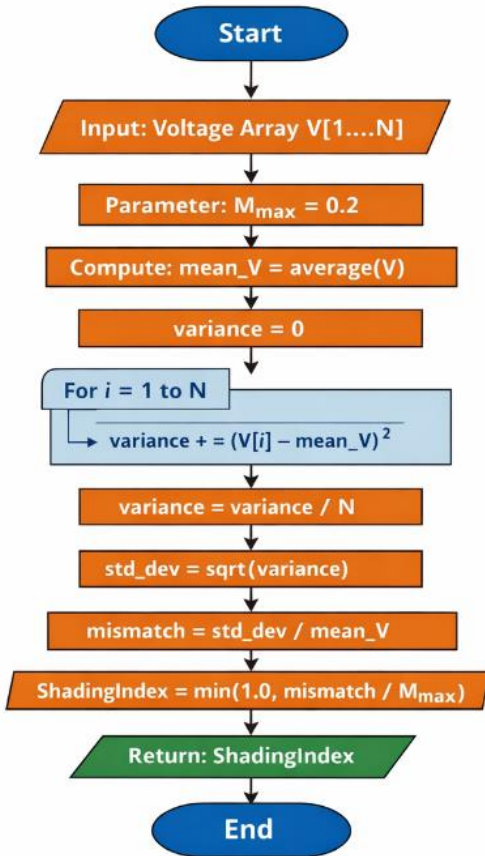 Start
Input: Voltage Array V[1....N]
Parameter: Mmax = 0.2
Compute: mean_V = average(V)
variance = 0
For i = 1 to N
variance + = (V[i] − mean_V)²
variance = variance / N
std_dev = sqrt(variance)
mismatch = std_dev / mean_V
ShadingIndex = min(1.0, mismatch / Mmax)
Return: ShadingIndex
End